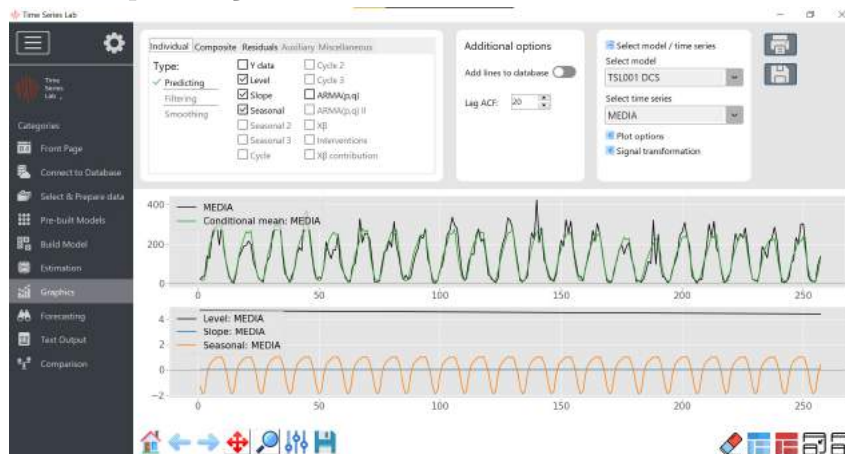 Time Series Lab
Time
Series
Lab
Categories
Front Page
Connect to Database
Select & Prepare data
Pre-built Models
Build Model
Estimation
Graphics
Forecasting
Text Output
Comparison
Individual Composite Residuals Auxiliary Miscellaneous
Type:
Predicting
Filtering
Smoothing
Y data
Level
Slope
Seasonal
Seasonal 2
Seasonal 3
Cycle
Cycle 2
Cycle 3
ARMA(p,q)
ARMA(p,q) II
Xβ
Interventions
Xβ contribution
Additional options
Add lines to database
Lag ACF: 20
Select model / time series
Select model
TSL001 DCS
Select time series
MEDIA
Plot options
Signal transformation
MEDIA
Conditional mean: MEDIA
400
200
0
0 50 100 150 200 250
Level: MEDIA
Slope: MEDIA
Seasonal: MEDIA
4
2
0
−2
0 50 100 150 200 250